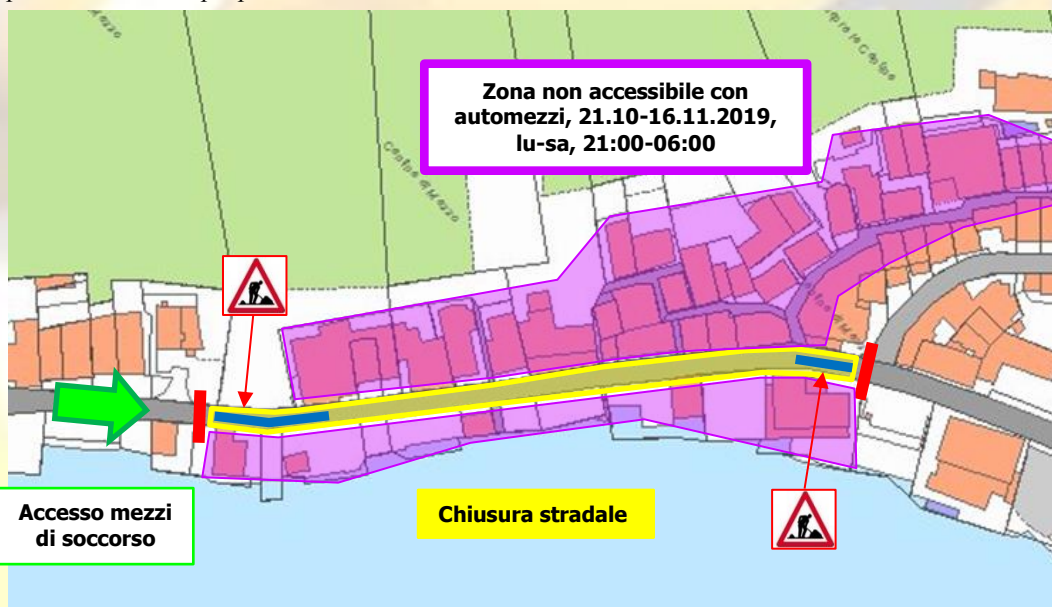 Zona non accessibile con
automezzi, 21.10-16.11.2019,
lu-sa, 21:00-06:00
Accesso mezzi
di soccorso
Chiusura stradale